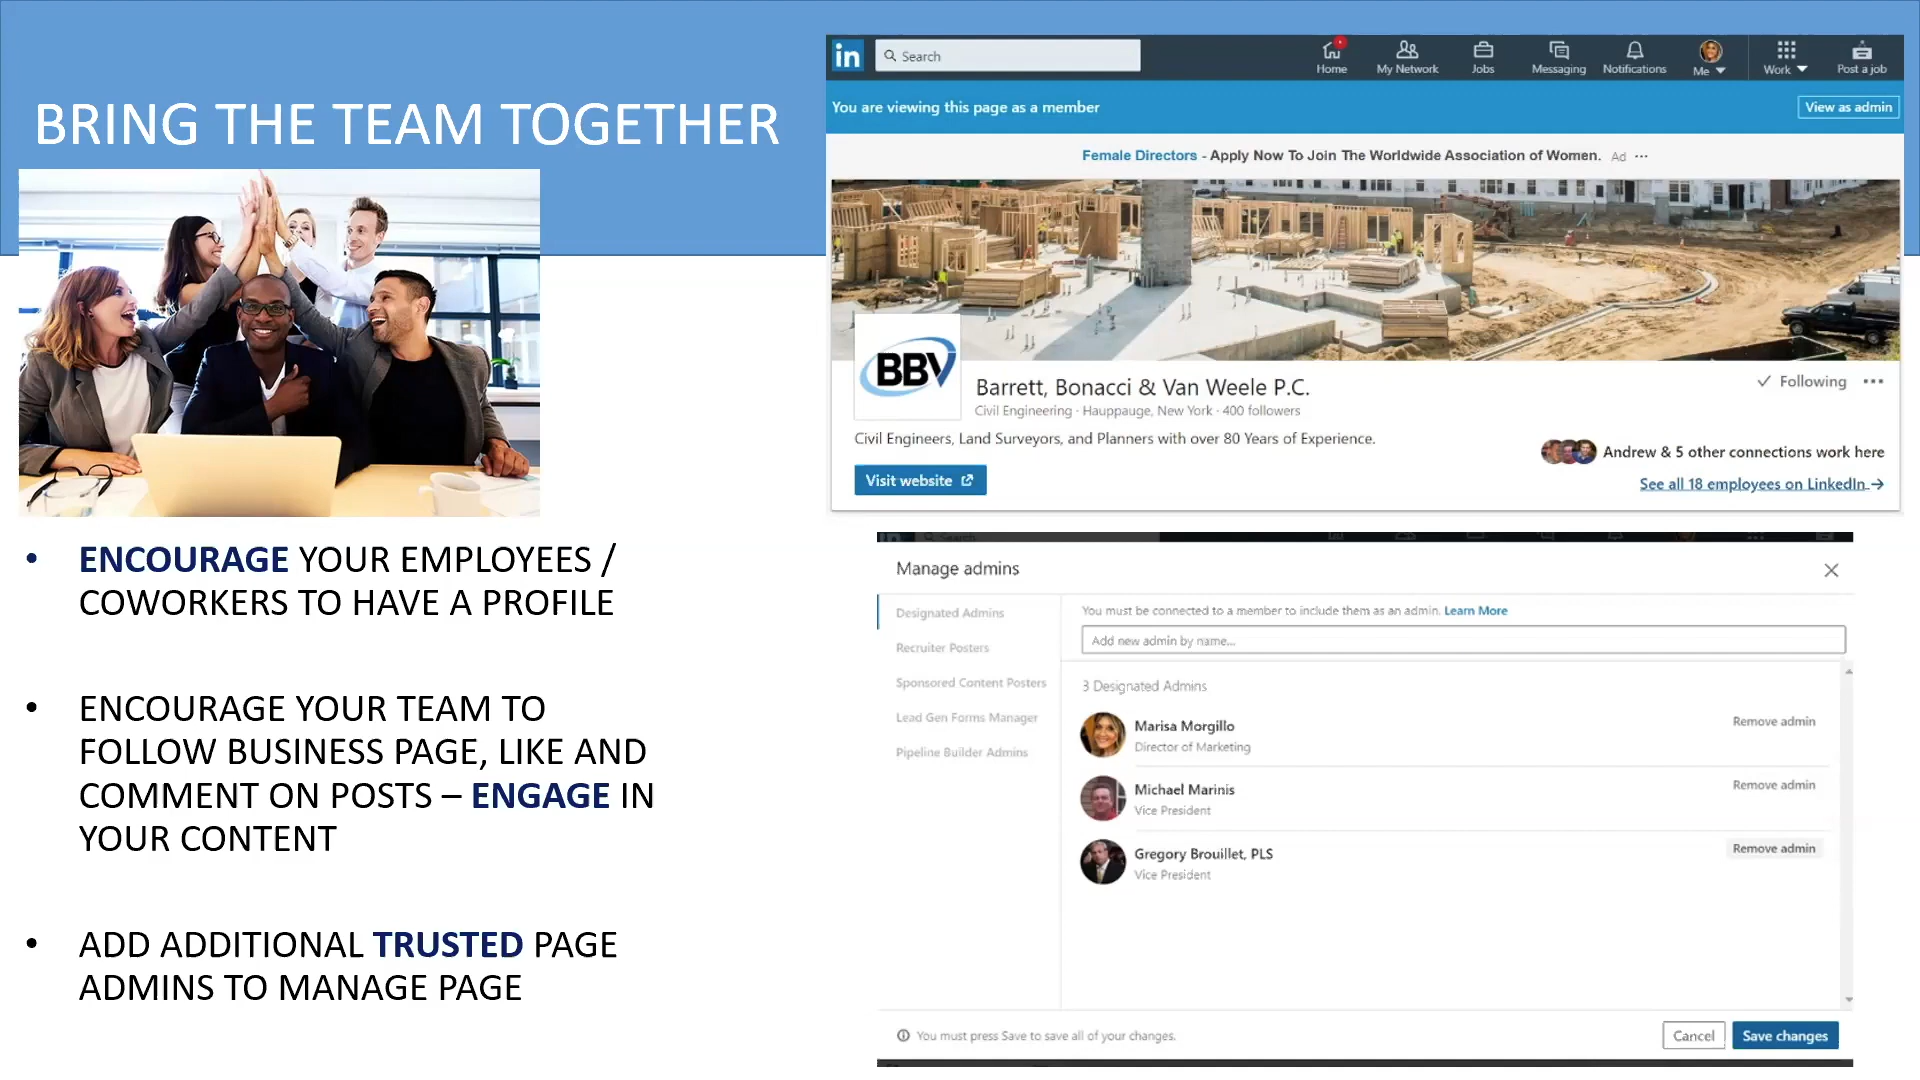 BRING THE TEAM TOGETHER
• ENCOURAGE YOUR EMPLOYEES /
COWORKERS TO HAVE A PROFILE
• ENCOURAGE YOUR TEAM TO
FOLLOW BUSINESS PAGE, LIKE AND
COMMENT ON POSTS – ENGAGE IN
YOUR CONTENT
• ADD ADDITIONAL TRUSTED PAGE
ADMINS TO MANAGE PAGE
in Search Home My Network Jobs Messaging Notifications Me Work Post a job
You are viewing this page as a member View as admin
Female Directors - Apply Now To Join The Worldwide Association of Women. Ad ···
BBV
Barrett, Bonacci & Van Weele P.C. Following ···
Civil Engineering · Hauppauge, New York · 400 followers
Civil Engineers, Land Surveyors, and Planners with over 80 Years of Experience.
Andrew & 5 other connections work here
Visit website
See all 18 employees on LinkedIn
Search
Manage admins
Designated Admins
Recruiter Posters
Sponsored Content Posters
Lead Gen Forms Manager
Pipeline Builder Admins
You must be connected to a member to include them as an admin. Learn More
Add new admin by name...
3 Designated Admins
Marisa Morgillo Remove admin
Director of Marketing
Michael Marinis Remove admin
Vice President
Gregory Brouillet, PLS Remove admin
Vice President
You must press Save to save all of your changes. Cancel Save changes